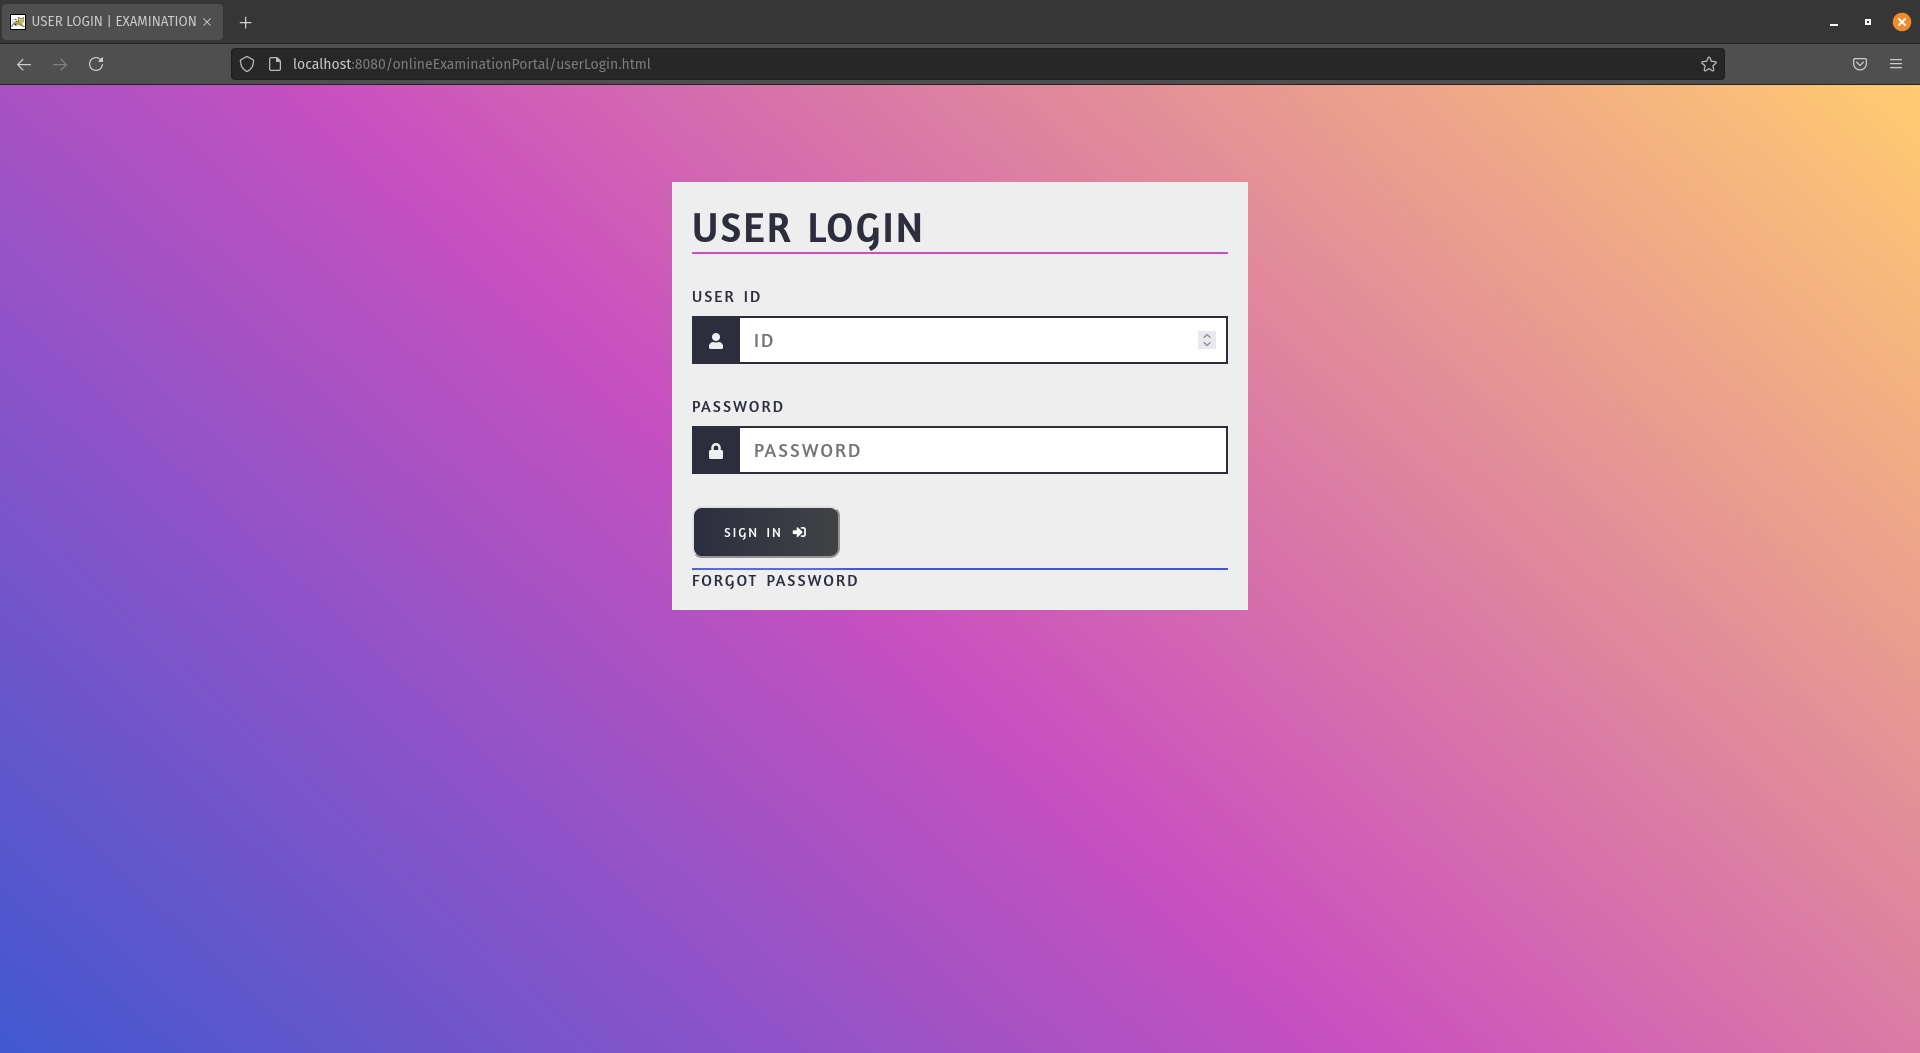 USER LOGIN | EXAMINATION
localhost:8080/onlineExaminationPortal/userLogin.html
USER LOGIN
USER ID
ID
PASSWORD
PASSWORD
SIGN IN
FORGOT PASSWORD